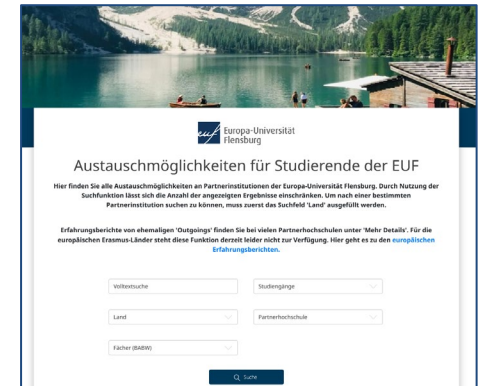 Europa-Universität
Flensburg
Austauschmöglichkeiten für Studierende der EUF
Hier finden Sie alle Austauschmöglichkeiten an Partnerinstitutionen der Europa-Universität Flensburg. Durch Nutzung der
Suchfunktion lässt sich die Anzahl der angezeigten Ergebnisse einschränken. Um nach einer bestimmten
Partnerinstitution suchen zu können, muss zuerst das Suchfeld 'Land' ausgefüllt werden.
Erfahrungsberichte von ehemaligen 'Outgoings' finden Sie bei vielen Partnerhochschulen unter 'Mehr Details'. Für die
europäischen Erasmus-Länder steht diese Funktion derzeit leider nicht zur Verfügung. Hier geht es zu den europäischen
Erfahrungsberichten.
Volltextsuche Studiengänge
Land Partnerhochschule
Fächer (BABW)
Suche